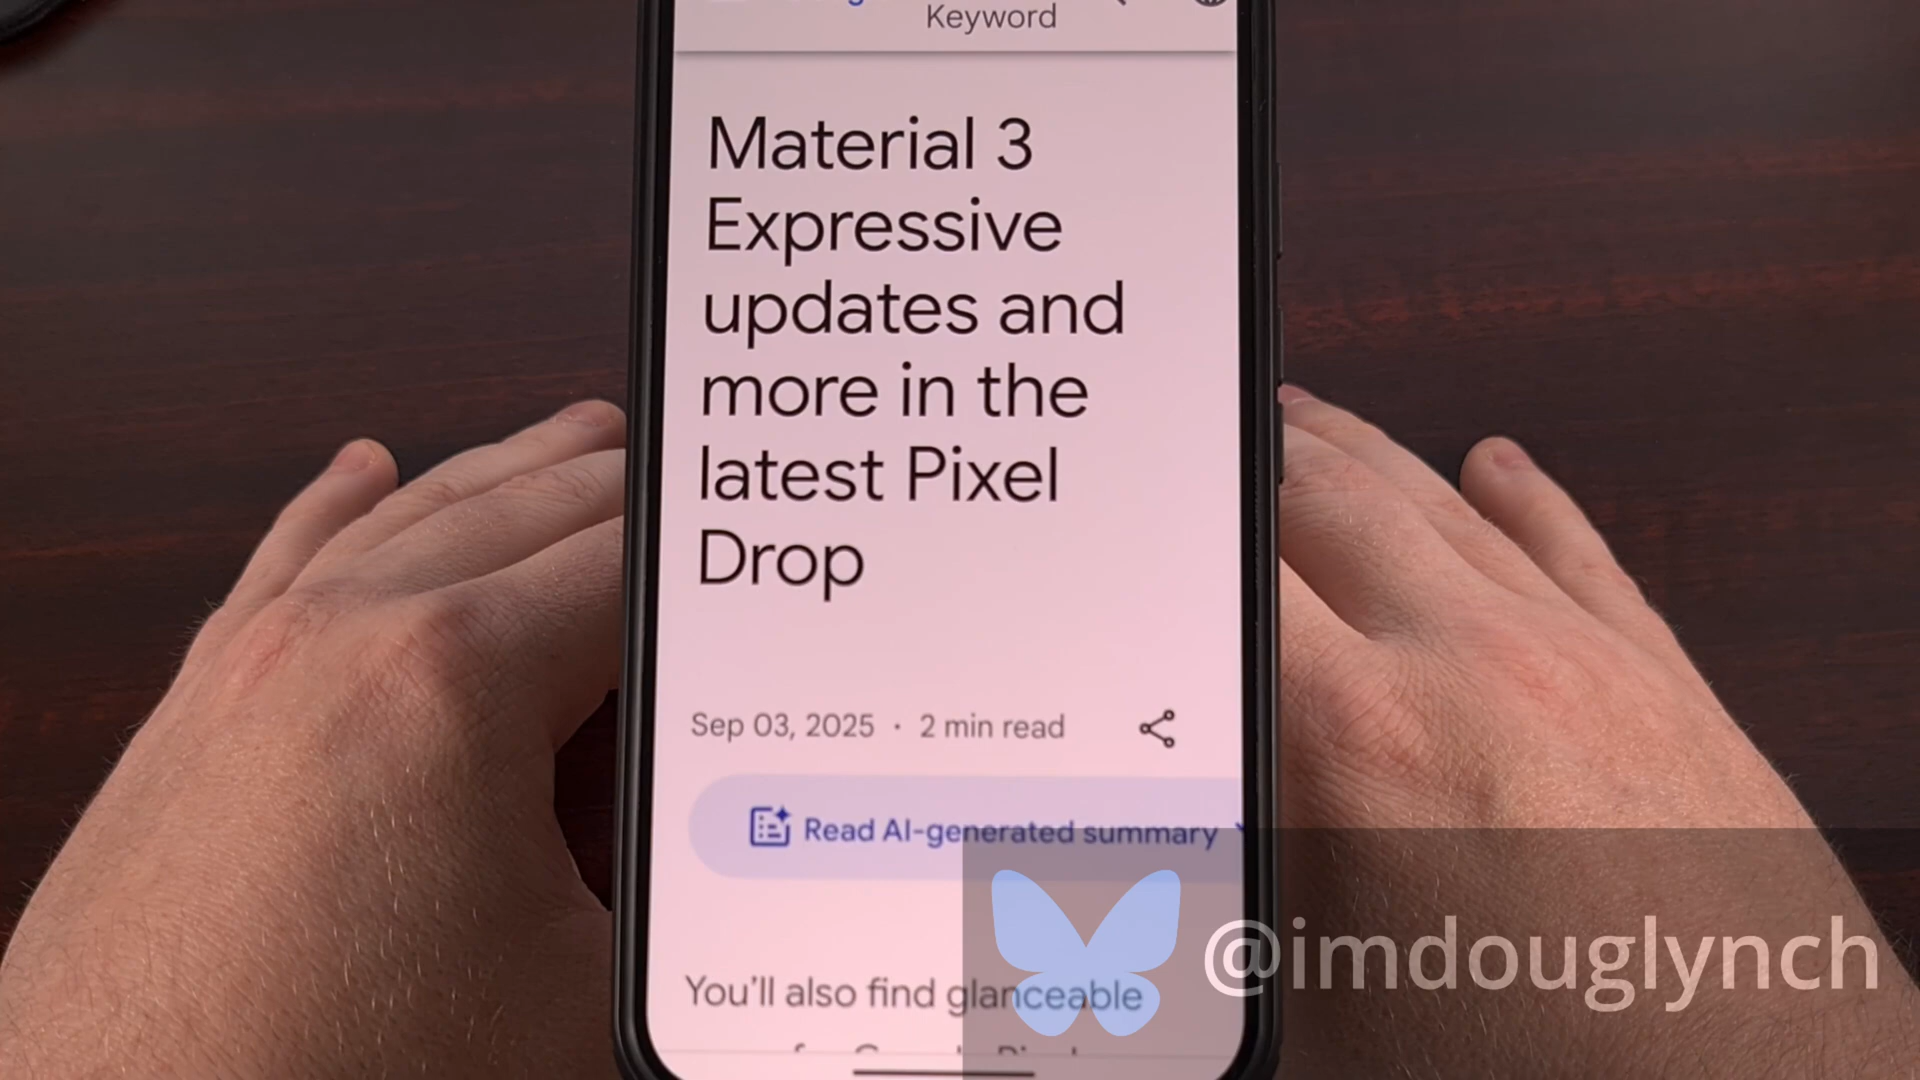 Keyword
Material 3
Expressive
updates and
more in the
latest Pixel
Drop
Sep 03, 2025 · 2 min read
Read AI-generated summary
You'll also find glanceable
@imdouglynch